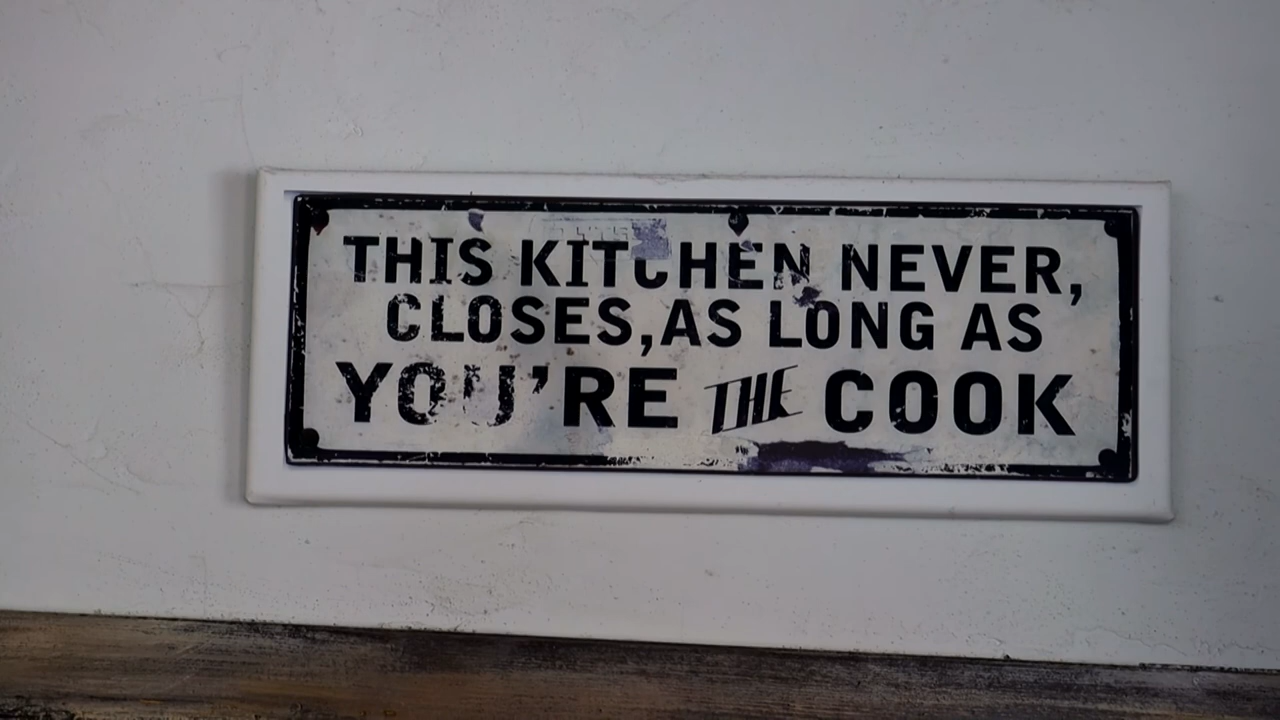 THIS KITCHEN NEVER,
CLOSES,AS LONG AS
YOU'RE THE COOK